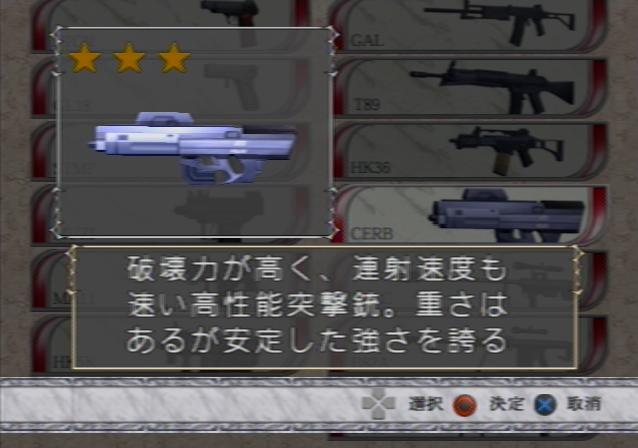 GAL
T89
HK36
CERB
破壊力が高く、連射速度も
速い高性能突撃銃。重さは
あるが安定した強さを誇る
選択 決定 取消